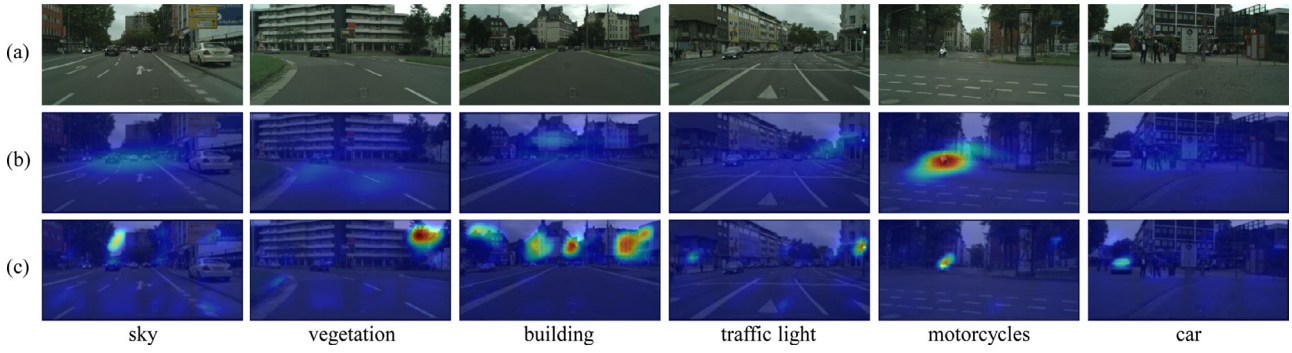 (a)
(b)
(c)
sky vegetation building traffic light motorcycles car